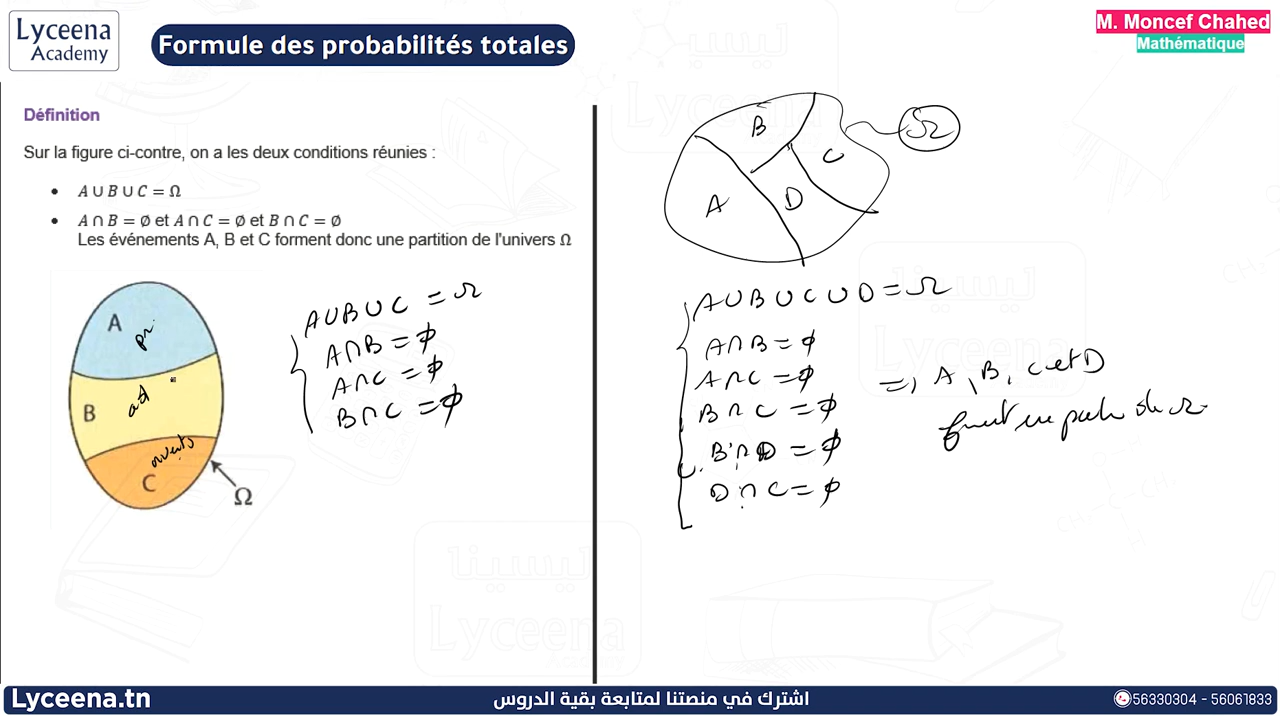 Lyceena
Academy
Formule des probabilités totales
M. Moncef Chahed
Mathématique
Définition
Sur la figure ci-contre, on a les deux conditions réunies :
• A ∪ B ∪ C = Ω
• A ∩ B = ∅ et A ∩ C = ∅ et B ∩ C = ∅
Les événements A, B et C forment donc une partition de l'univers Ω
A
B
C
Ω
A∪B∪C = Ω
A∩B = ∅
A∩C = ∅
B∩C = ∅
B
C
A
D
Ω
A∪B∪C∪D = Ω
A∩B = ∅
A∩C = ∅
B∩C = ∅
B∩D = ∅
D∩C = ∅
=> A, B, C et D
de Ω
Lyceena.tn
اشترك في منصتنا لمتابعة بقية الدروس
56330304 - 56061833